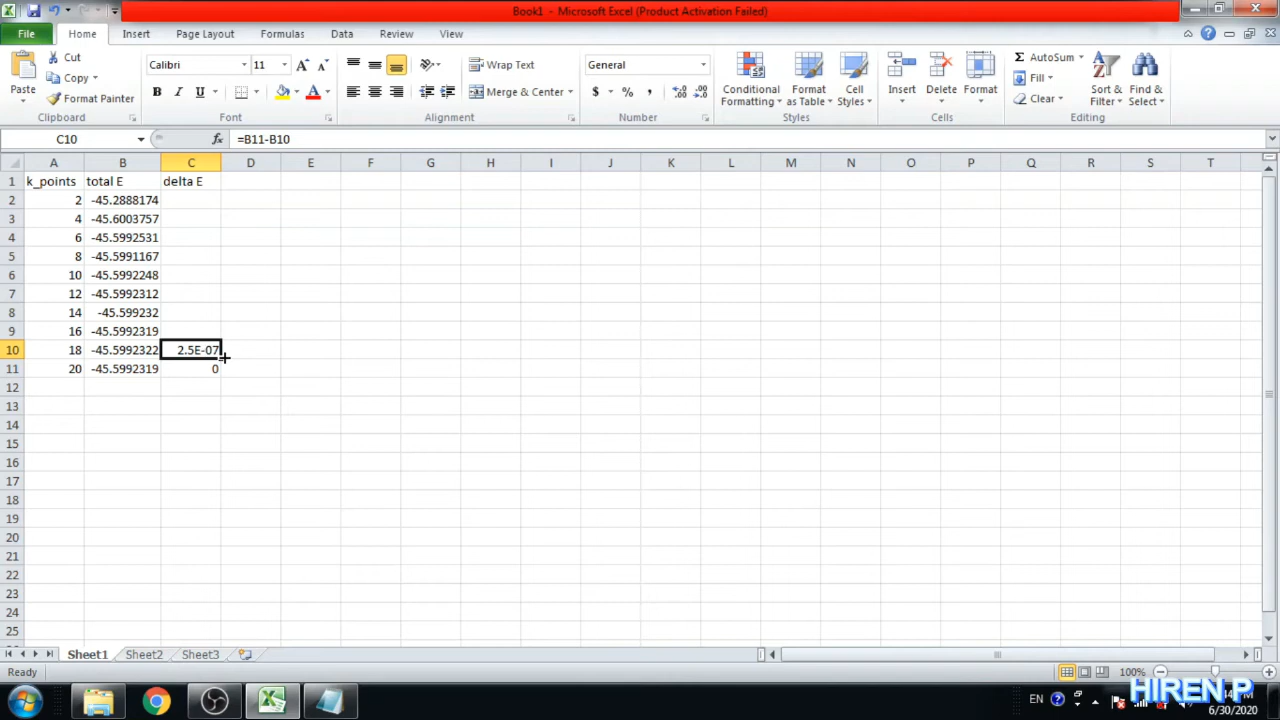 Book1 - Microsoft Excel (Product Activation Failed)
File Home Insert Page Layout Formulas Data Review View
Paste
Cut
Copy
Format Painter
Clipboard
Calibri 11
B I U
Font
Wrap Text
Merge & Center
Alignment
General
$ % ,
Number
Conditional Formatting
Format as Table
Cell Styles
Styles
Insert Delete Format
Cells
Σ AutoSum
Fill
Clear
Sort & Filter
Find & Select
Editing
C10 fx =B11-B10
A B C D E F G H I J K L M N O P Q R S T
1 k_points total E delta E
2 2 -45.2888174
3 4 -45.6003757
4 6 -45.5992531
5 8 -45.5991167
6 10 -45.5992248
7 12 -45.5992312
8 14 -45.599232
9 16 -45.5992319
10 18 -45.5992322 2.5E-07
11 20 -45.5992319 0
12
13
14
15
16
17
18
19
20
21
22
23
24
25
Sheet1 Sheet2 Sheet3
Ready 100%
EN
HIREN P
6/30/2020